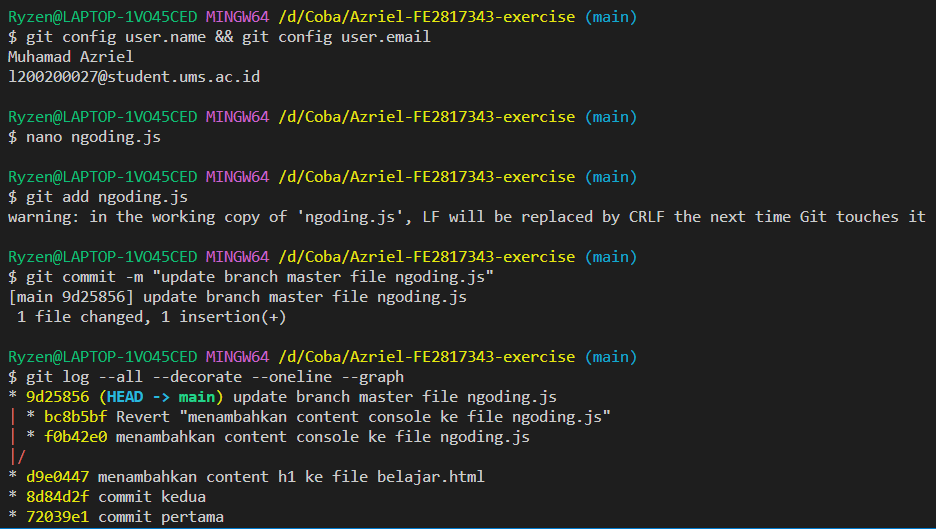 Ryzen@LAPTOP-1VO45CED MINGW64 /d/Coba/Azriel-FE2817343-exercise (main)
$ git config user.name && git config user.email
Muhamad Azriel
l200200027@student.ums.ac.id
Ryzen@LAPTOP-1VO45CED MINGW64 /d/Coba/Azriel-FE2817343-exercise (main)
$ nano ngoding.js
Ryzen@LAPTOP-1VO45CED MINGW64 /d/Coba/Azriel-FE2817343-exercise (main)
$ git add ngoding.js
warning: in the working copy of 'ngoding.js', LF will be replaced by CRLF the next time Git touches it
Ryzen@LAPTOP-1VO45CED MINGW64 /d/Coba/Azriel-FE2817343-exercise (main)
$ git commit -m "update branch master file ngoding.js"
[main 9d25856] update branch master file ngoding.js
 1 file changed, 1 insertion(+)
Ryzen@LAPTOP-1VO45CED MINGW64 /d/Coba/Azriel-FE2817343-exercise (main)
$ git log --all --decorate --oneline --graph
* 9d25856 (HEAD -> main) update branch master file ngoding.js
| * bc8b5bf Revert "menambahkan content console ke file ngoding.js"
| * f0b42e0 menambahkan content console ke file ngoding.js
|/
* d9e0447 menambahkan content h1 ke file belajar.html
* 8d84d2f commit kedua
* 72039e1 commit pertama